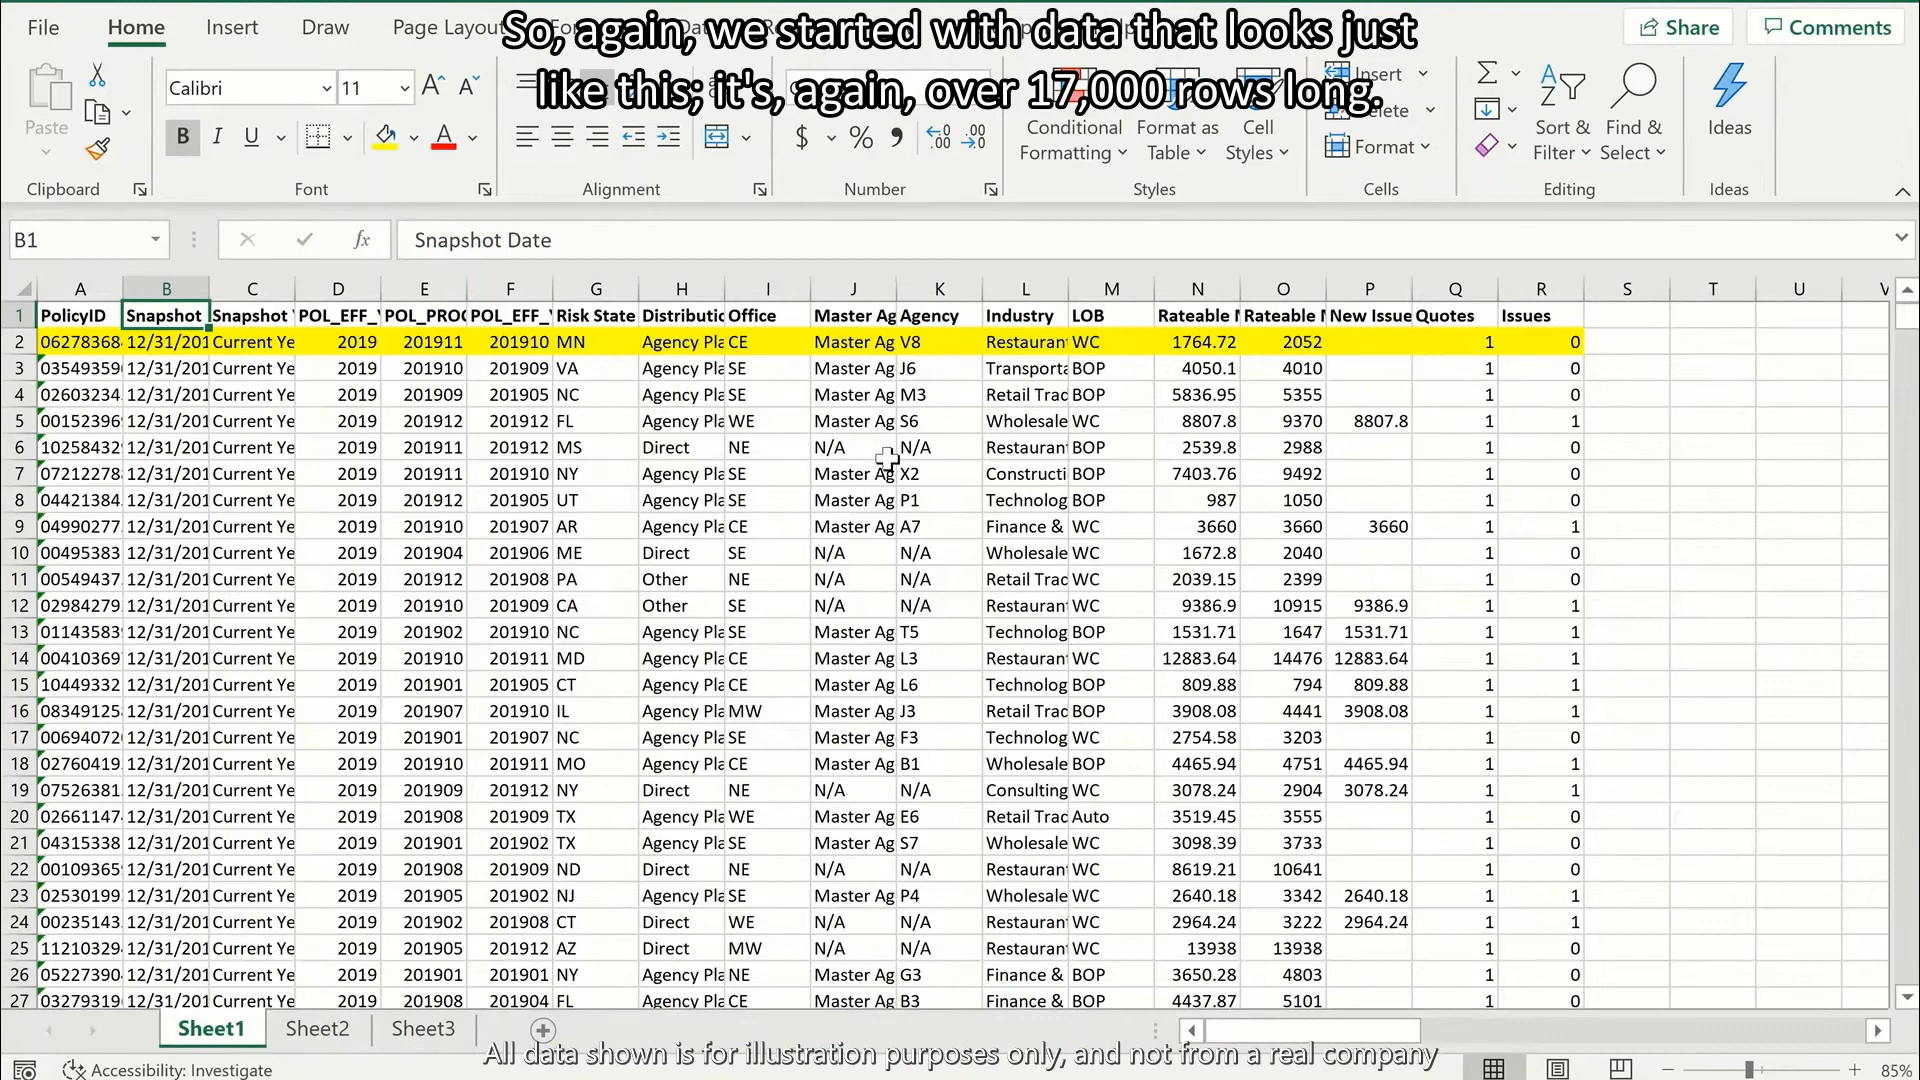 File Home Insert Draw Page Layou Share Comments
So, again, we started with data that looks just
like this; it's, again, over 17,000 rows long.
Paste Calibri 11 B I U A $ % Conditional Formatting Format as Table Cell Styles Insert Delete Format Sort & Filter Find & Select Ideas
Clipboard Font Alignment Number Styles Cells Editing Ideas
B1 fx Snapshot Date
A B C D E F G H I J K L M N O P Q R S T U V
1 PolicyID Snapshot Snapshot POL_EFF_ POL_PRO POL_EFF_ Risk State Distributio Office Master Ag Agency Industry LOB Rateable Rateable New Issue Quotes Issues
2 06278368 12/31/201 Current Ye 2019 201911 201910 MN Agency Pla CE Master Ag V8 Restauran WC 1764.72 2052 1 0
3 03549359 12/31/201 Current Ye 2019 201910 201909 VA Agency Pla SE Master Ag J6 Transporta BOP 4050.1 4010 1 0
4 02603234 12/31/201 Current Ye 2019 201909 201905 NC Agency Pla SE Master Ag M3 Retail Trac BOP 5836.95 5355 1 0
5 00152396 12/31/201 Current Ye 2019 201912 201912 FL Agency Pla WE Master Ag S6 Wholesale WC 8807.8 9370 8807.8 1 1
6 10258432 12/31/201 Current Ye 2019 201911 201912 MS Direct NE N/A N/A Restauran BOP 2539.8 2988 1 0
7 07212278 12/31/201 Current Ye 2019 201911 201910 NY Agency Pla SE Master Ag X2 Constructi BOP 7403.76 9492 1 0
8 04421384 12/31/201 Current Ye 2019 201912 201905 UT Agency Pla SE Master Ag P1 Technolog BOP 987 1050 1 0
9 04990277 12/31/201 Current Ye 2019 201910 201907 AR Agency Pla CE Master Ag A7 Finance & WC 3660 3660 3660 1 1
10 00495383 12/31/201 Current Ye 2019 201904 201906 ME Direct SE N/A N/A Wholesale WC 1672.8 2040 1 0
11 00549437 12/31/201 Current Ye 2019 201912 201908 PA Other NE N/A N/A Retail Trac WC 2039.15 2399 1 0
12 02984279 12/31/201 Current Ye 2019 201910 201909 CA Other SE N/A N/A Restauran WC 9386.9 10915 9386.9 1 1
13 01143583 12/31/201 Current Ye 2019 201902 201910 NC Agency Pla SE Master Ag T5 Technolog BOP 1531.71 1647 1531.71 1 1
14 00410369 12/31/201 Current Ye 2019 201910 201911 MD Agency Pla CE Master Ag L3 Restauran WC 12883.64 14476 12883.64 1 1
15 10449332 12/31/201 Current Ye 2019 201901 201905 CT Agency Pla CE Master Ag L6 Technolog BOP 809.88 794 809.88 1 1
16 08349125 12/31/201 Current Ye 2019 201907 201910 IL Agency Pla MW Master Ag J3 Retail Trac BOP 3908.08 4441 3908.08 1 1
17 00694072 12/31/201 Current Ye 2019 201901 201907 NC Agency Pla SE Master Ag F3 Technolog WC 2754.58 3203 1 0
18 02760419 12/31/201 Current Ye 2019 201910 201911 MO Agency Pla CE Master Ag B1 Wholesale BOP 4465.94 4751 4465.94 1 1
19 07526381 12/31/201 Current Ye 2019 201909 201912 NY Direct NE N/A N/A Consulting WC 3078.24 2904 3078.24 1 1
20 02661147 12/31/201 Current Ye 2019 201908 201909 TX Agency Pla WE Master Ag E6 Retail Trac Auto 3519.45 3555 1 0
21 04315338 12/31/201 Current Ye 2019 201901 201902 TX Agency Pla SE Master Ag S7 Wholesale WC 3098.39 3733 1 0
22 00109365 12/31/201 Current Ye 2019 201908 201909 ND Direct NE N/A N/A Restauran WC 8619.21 10641 1 0
23 02530199 12/31/201 Current Ye 2019 201905 201902 NJ Agency Pla SE Master Ag P4 Wholesale WC 2640.18 3342 2640.18 1 1
24 00235143 12/31/201 Current Ye 2019 201902 201908 CT Direct WE N/A N/A Restauran WC 2964.24 3222 2964.24 1 1
25 11210329 12/31/201 Current Ye 2019 201905 201912 AZ Direct MW N/A N/A Restauran WC 13938 13938 1 0
26 05227390 12/31/201 Current Ye 2019 201901 201901 NY Agency Pla NE Master Ag G3 Finance & BOP 3650.28 4803 1 0
27 03279319 12/31/201 Current Ye 2019 201908 201904 FL Agency Pla CE Master Ag B3 Finance & BOP 4437.87 5101 1 0
Sheet1 Sheet2 Sheet3
All data shown is for illustration purposes only, and not from a real company
Accessibility: Investigate 85%